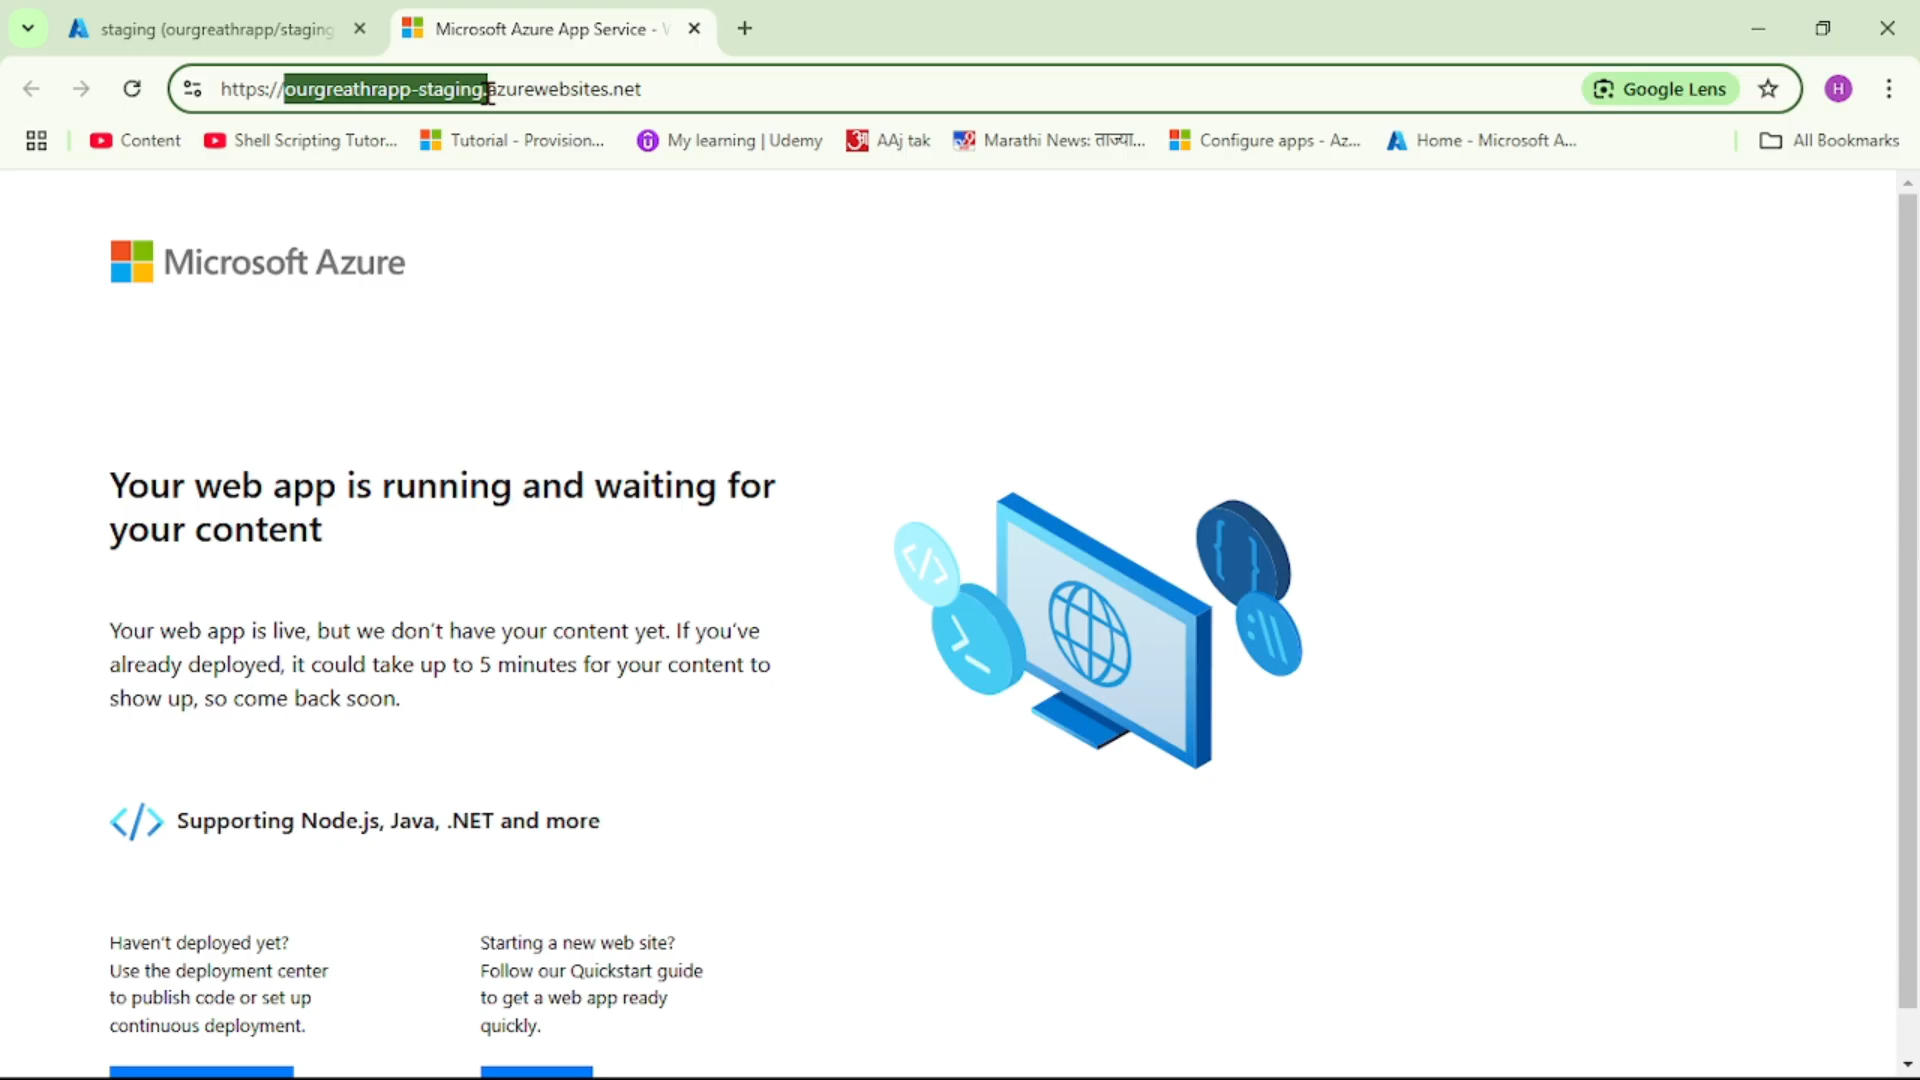 staging (ourgreathrapp/staging
Microsoft Azure App Service -
https://ourgreathrapp-staging.azurewebsites.net
Google Lens
H
Content
Shell Scripting Tutor...
Tutorial - Provision...
My learning | Udemy
AAj tak
Marathi News: ताज्या...
Configure apps - Az...
Home - Microsoft A...
All Bookmarks
Microsoft Azure
Your web app is running and waiting for
your content
Your web app is live, but we don't have your content yet. If you've
already deployed, it could take up to 5 minutes for your content to
show up, so come back soon.
Supporting Node.js, Java, .NET and more
Haven't deployed yet?
Use the deployment center
to publish code or set up
continuous deployment.
Starting a new web site?
Follow our Quickstart guide
to get a web app ready
quickly.